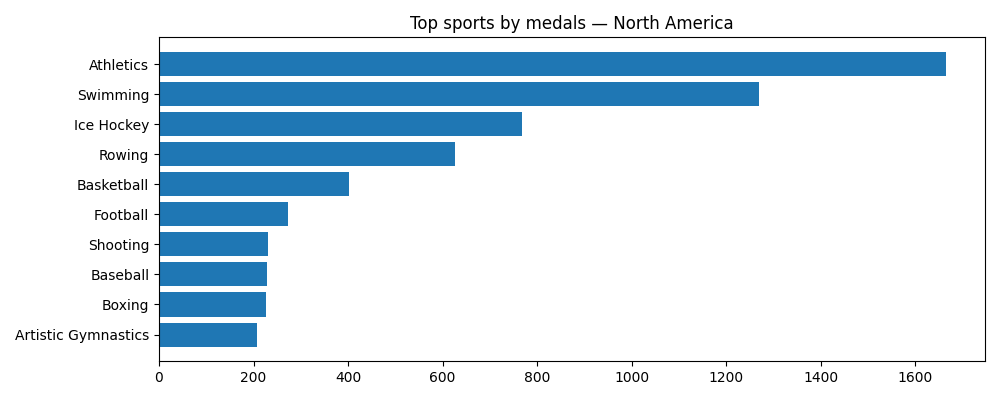 Top sports by medals — North America
Athletics
Swimming
Ice Hockey
Rowing
Basketball
Football
Shooting
Baseball
Boxing
Artistic Gymnastics
0 200 400 600 800 1000 1200 1400 1600